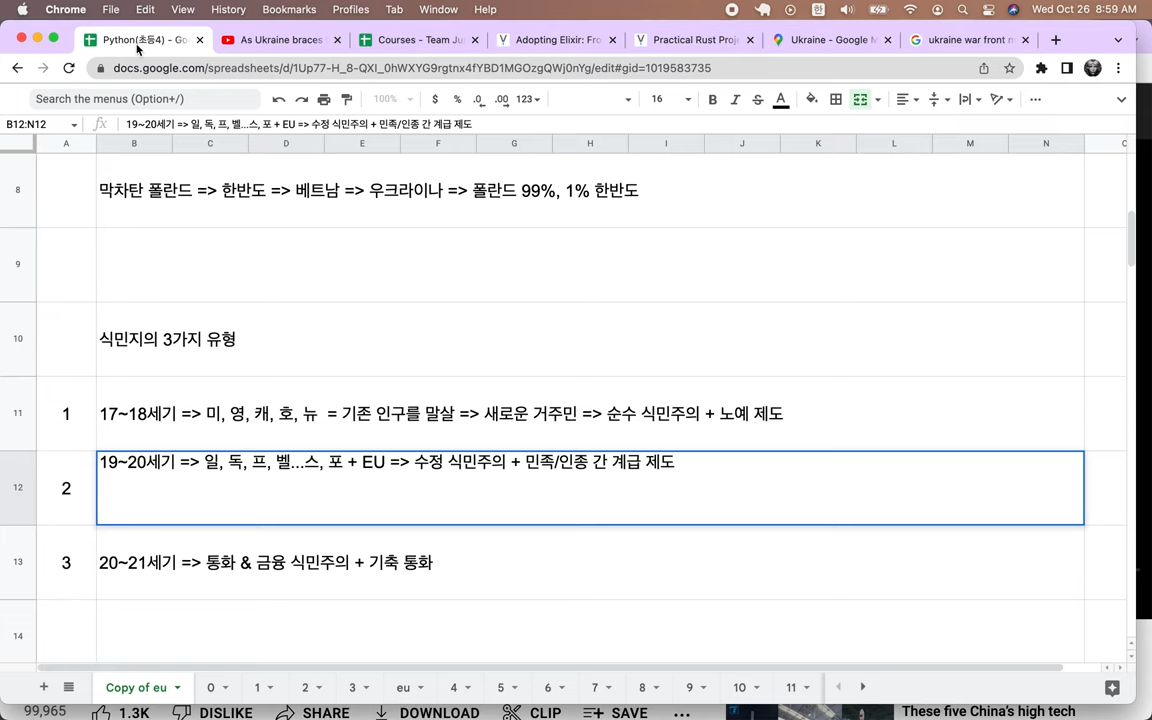 Chrome File Edit View History Bookmarks Profiles Tab Window Help Wed Oct 26 8:59 AM
Python(초등4) - Go As Ukraine braces Courses - Team Ju Adopting Elixir: Fro Practical Rust Proj Ukraine - Google M ukraine war front m
docs.google.com/spreadsheets/d/1Up77-H_8-QXI_0hWXYG9rgtnx4fYBD1MGOzgQWj0nYg/edit#gid=1019583735
Search the menus (Option+/) 100% $ % .0 .00 123 16 B I S A
B12:N12 fx 19~20세기 => 일, 독, 프, 벨...스, 포 + EU => 수정 식민주의 + 민족/인종 간 계급 제도
A B C D E F G H I J K L M N
8 막차탄 폴란드 => 한반도 => 베트남 => 우크라이나 => 폴란드 99%, 1% 한반도
9
10 식민지의 3가지 유형
11 1 17~18세기 => 미, 영, 캐, 호, 뉴 = 기존 인구를 말살 => 새로운 거주민 => 순수 식민주의 + 노예 제도
12 2 19~20세기 => 일, 독, 프, 벨...스, 포 + EU => 수정 식민주의 + 민족/인종 간 계급 제도
13 3 20~21세기 => 통화 & 금융 식민주의 + 기축 통화
14
+ Copy of eu 0 1 2 3 eu 4 5 6 7 8 9 10 11
99,965 1.3K DISLIKE SHARE DOWNLOAD CLIP SAVE ... These five China's high tech